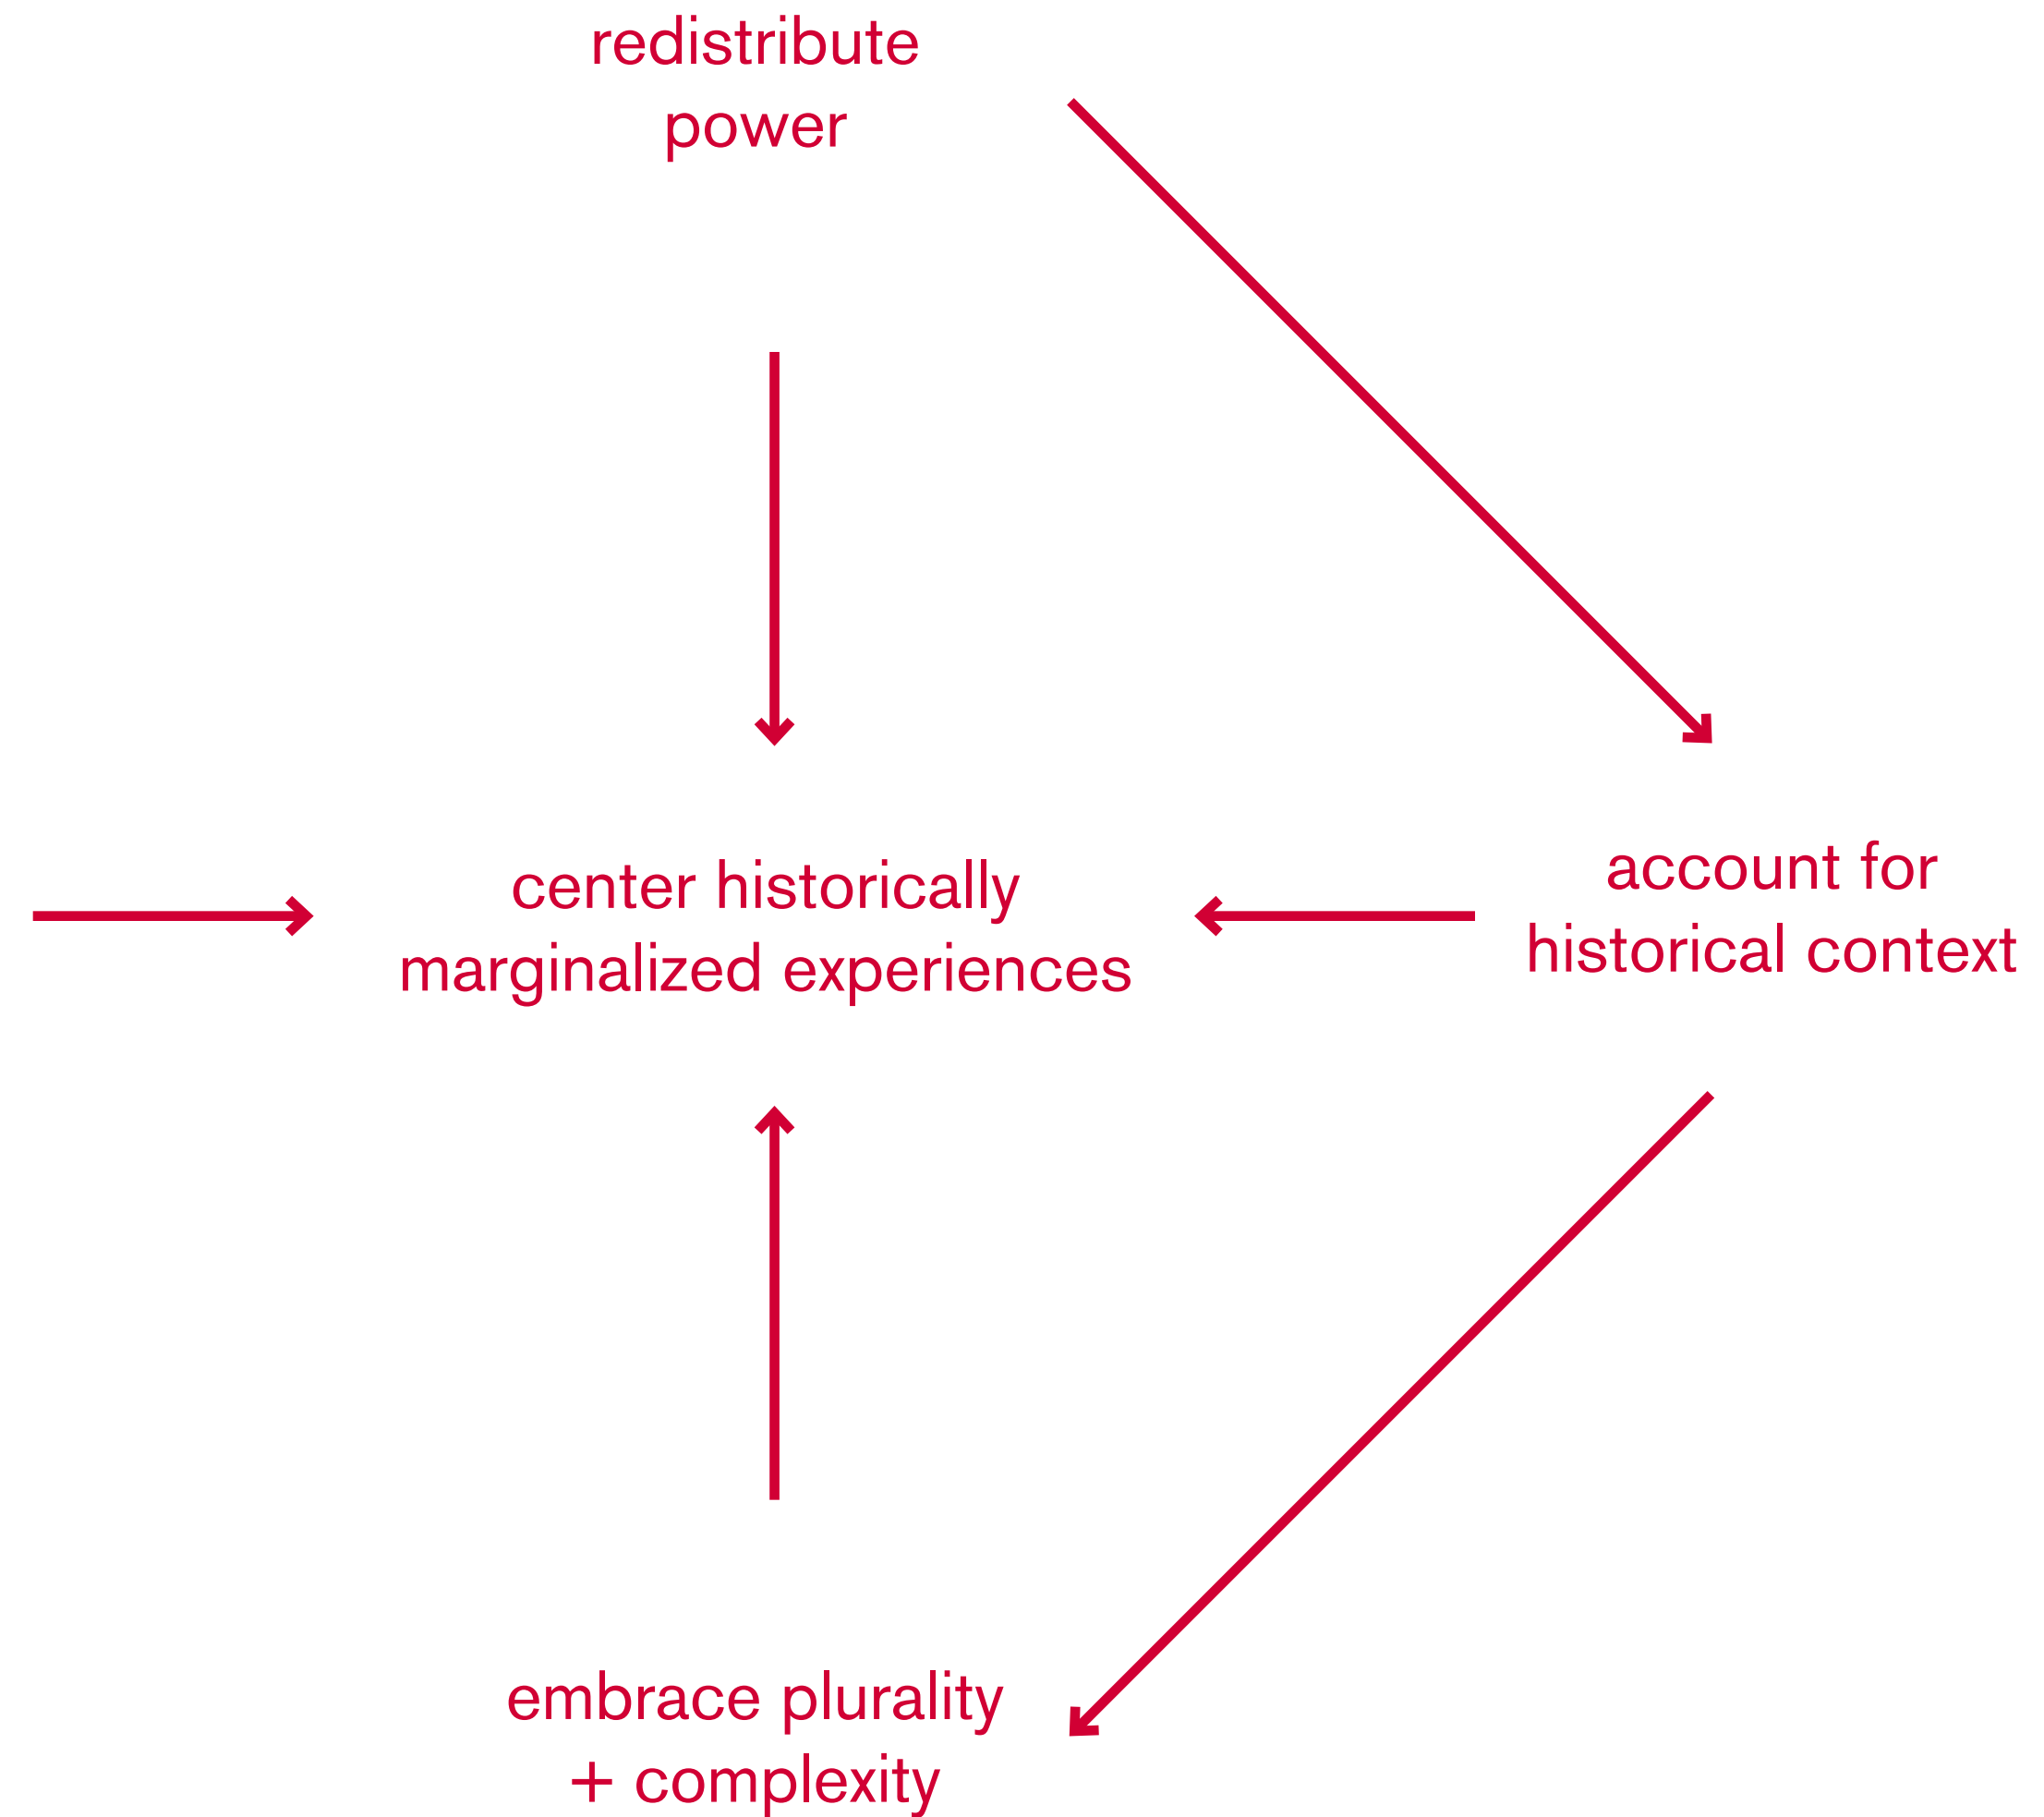 redistribute
power
center historically
marginalized experiences
account for
historical context
embrace plurality
+ complexity